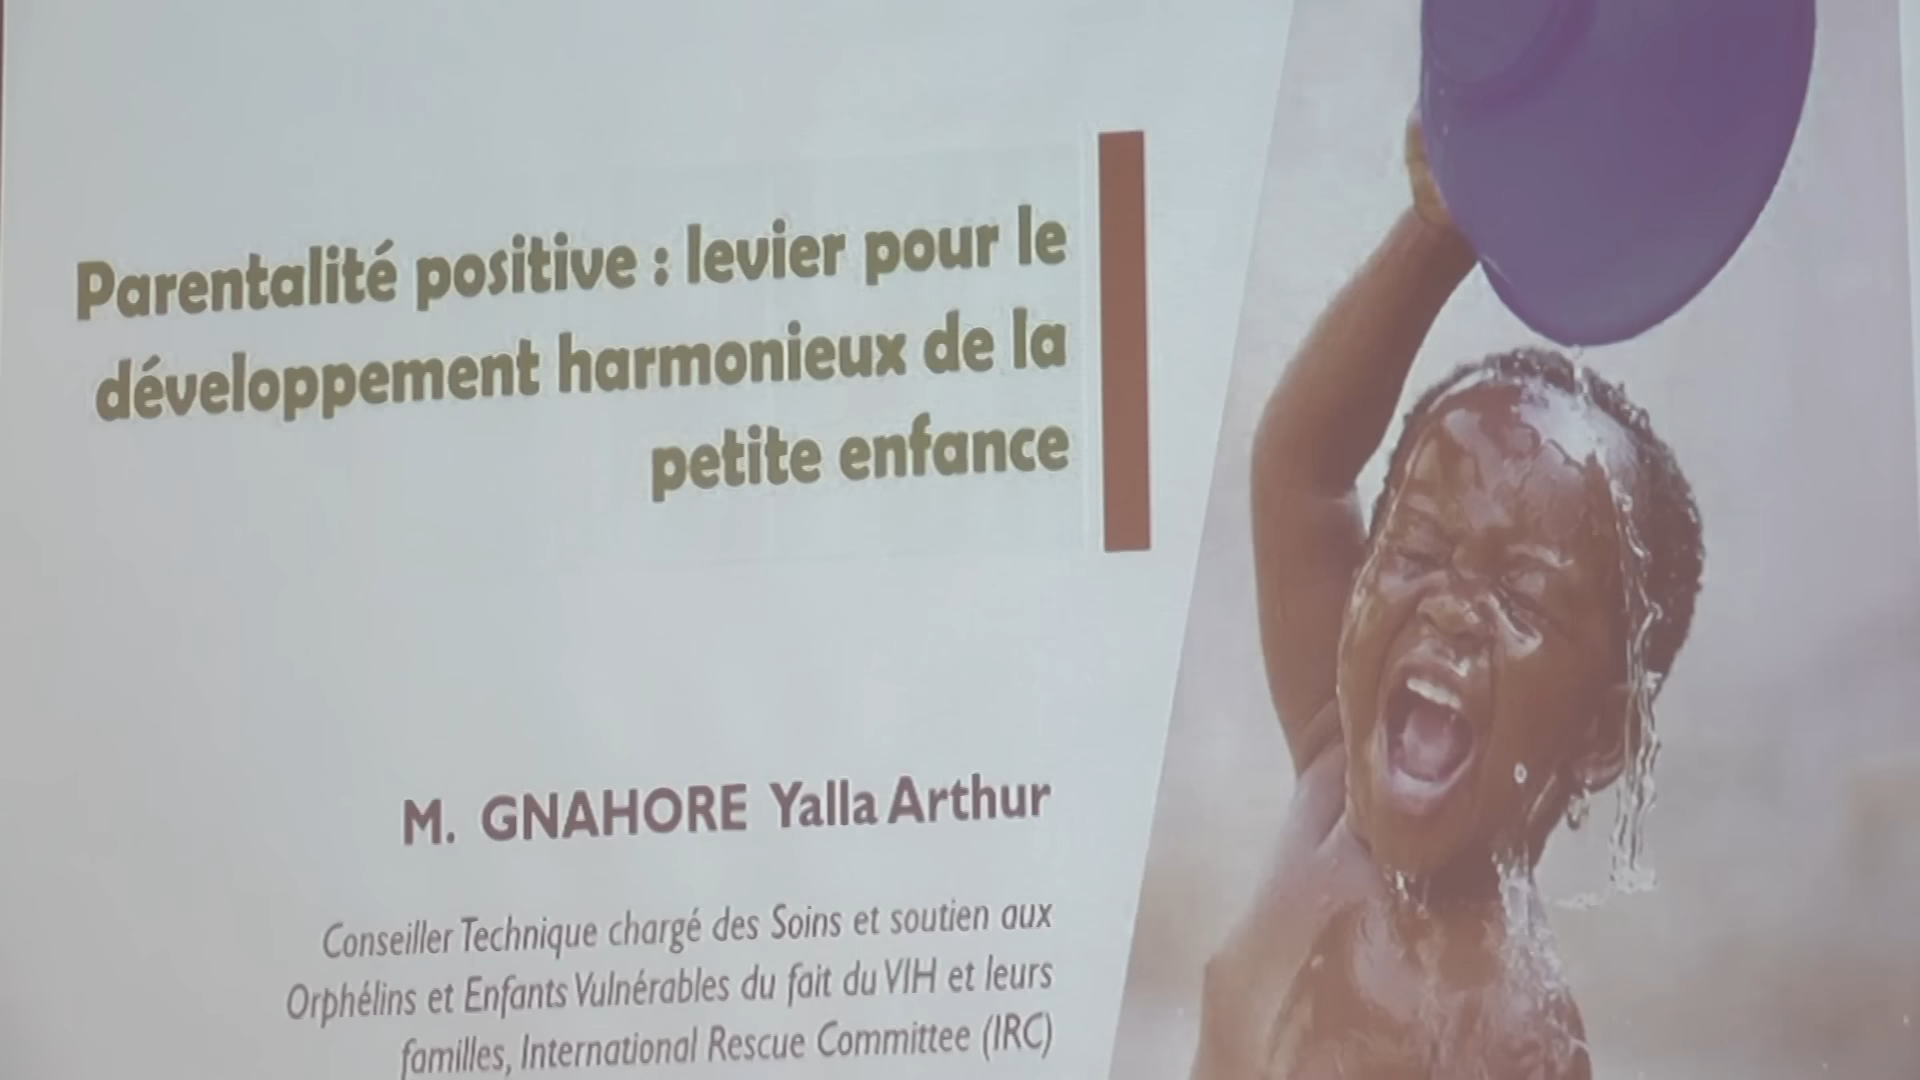 Parentalité positive : levier pour le
développement harmonieux de la
petite enfance
M. GNAHORE Yalla Arthur
Conseiller Technique chargé des Soins et soutien aux
Orphélins et Enfants Vulnérables du fait du VIH et leurs
familles, International Rescue Committee (IRC)